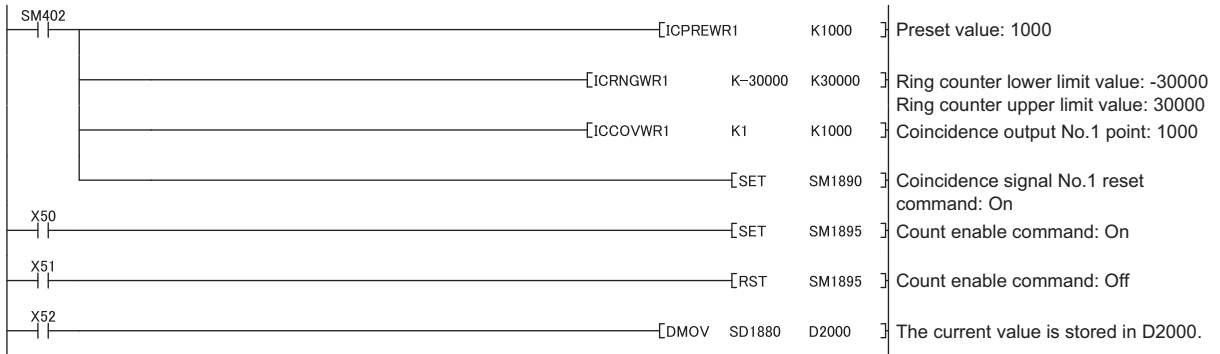 SM402
ICPREWR1 K1000 Preset value: 1000
ICRNGWR1 K-30000 K30000 Ring counter lower limit value: -30000
Ring counter upper limit value: 30000
ICCOVWR1 K1 K1000 Coincidence output No.1 point: 1000
SET SM1890 Coincidence signal No.1 reset
command: On
X50
SET SM1895 Count enable command: On
X51
RST SM1895 Count enable command: Off
X52
DMOV SD1880 D2000 The current value is stored in D2000.